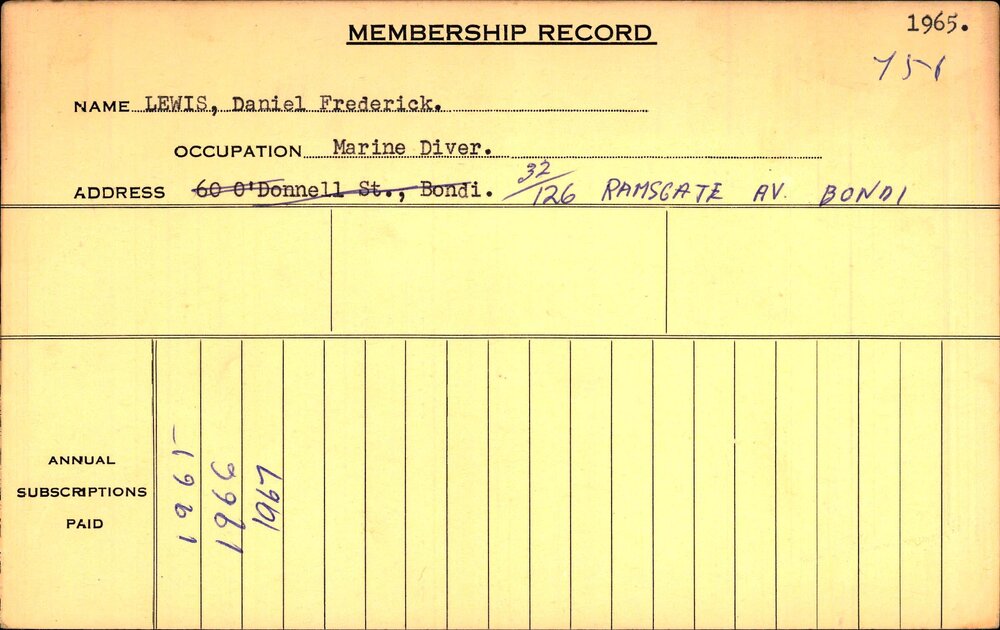 MEMBERSHIP RECORD
1965.
751
NAME LEWIS, Daniel Frederick.
OCCUPATION Marine Diver.
ADDRESS 60 O'Donnell St., Bondi. 32/126 RAMSGATE AV. BONDI
ANNUAL
SUBSCRIPTIONS
PAID
1965
1966
1967